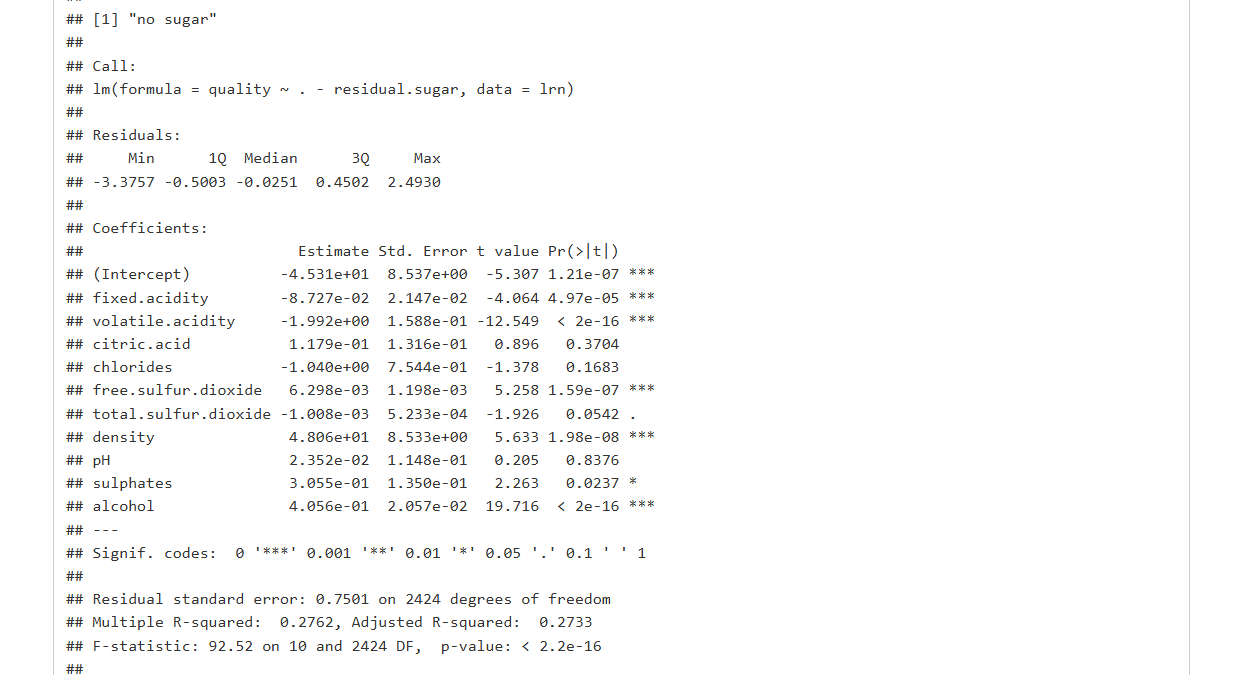 ## [1] "no sugar"
##
## Call:
## lm(formula = quality ~ . - residual.sugar, data = lrn)
##
## Residuals:
##     Min      1Q  Median      3Q     Max
## -3.3757 -0.5003 -0.0251  0.4502  2.4930
##
## Coefficients:
##                        Estimate Std. Error t value Pr(>|t|)
## (Intercept)          -4.531e+01  8.537e+00  -5.307 1.21e-07 ***
## fixed.acidity        -8.727e-02  2.147e-02  -4.064 4.97e-05 ***
## volatile.acidity     -1.992e+00  1.588e-01 -12.549  < 2e-16 ***
## citric.acid           1.179e-01  1.316e-01   0.896   0.3704
## chlorides            -1.040e+00  7.544e-01  -1.378   0.1683
## free.sulfur.dioxide   6.298e-03  1.198e-03   5.258 1.59e-07 ***
## total.sulfur.dioxide -1.008e-03  5.233e-04  -1.926   0.0542 .
## density               4.806e+01  8.533e+00   5.633 1.98e-08 ***
## pH                    2.352e-02  1.148e-01   0.205   0.8376
## sulphates             3.055e-01  1.350e-01   2.263   0.0237 *
## alcohol               4.056e-01  2.057e-02  19.716  < 2e-16 ***
## ---
## Signif. codes:  0 '***' 0.001 '**' 0.01 '*' 0.05 '.' 0.1 ' ' 1
##
## Residual standard error: 0.7501 on 2424 degrees of freedom
## Multiple R-squared:  0.2762, Adjusted R-squared:  0.2733
## F-statistic: 92.52 on 10 and 2424 DF,  p-value: < 2.2e-16
##